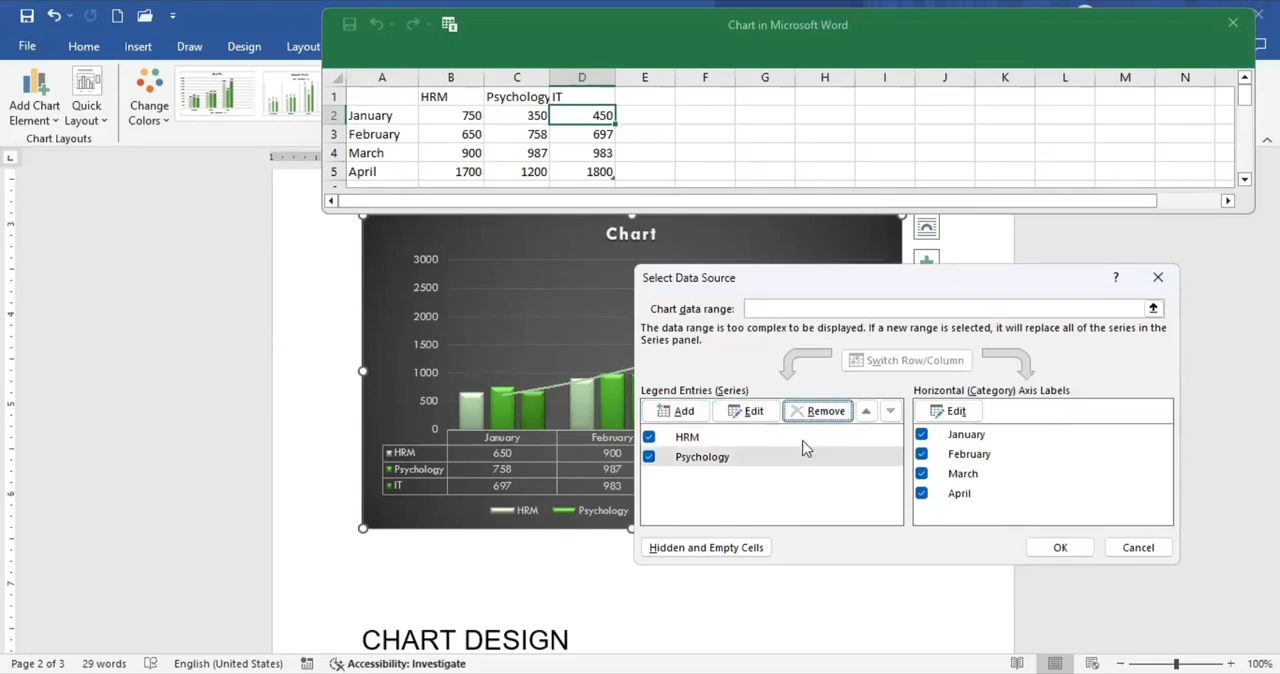 Chart in Microsoft Word
File Home Insert Draw Design Layout
Add Chart Element
Quick Layout
Change Colors
Chart Layouts
A B C D E F G H I J K L M N
1 HRM Psychology IT
2 January 750 350 450
3 February 650 758 697
4 March 900 987 983
5 April 1700 1200 1800
Chart
3000
2500
2000
1500
1000
500
0
January February
HRM 650 900
Psychology 758 987
IT 697 983
HRM Psychology
Select Data Source ?
Chart data range:
The data range is too complex to be displayed. If a new range is selected, it will replace all of the series in the
Series panel.
Switch Row/Column
Legend Entries (Series)
Add Edit Remove
HRM
Psychology
Horizontal (Category) Axis Labels
Edit
January
February
March
April
Hidden and Empty Cells OK Cancel
CHART DESIGN
Page 2 of 3 29 words English (United States) Accessibility: Investigate 100%